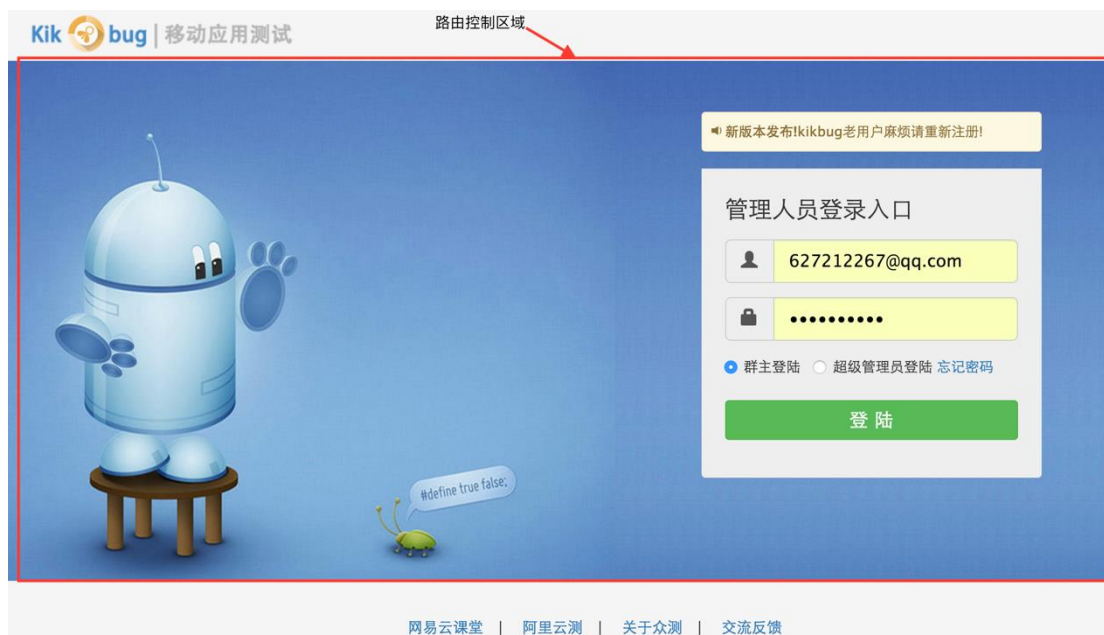 路由控制区域
Kik bug | 移动应用测试
新版本发布!kikbug老用户麻烦请重新注册!
管理人员登录入口
627212267@qq.com
••••••••••
群主登陆 超级管理员登陆 忘记密码
登 陆
#define true false;
网易云课堂 | 阿里云测 | 关于众测 | 交流反馈